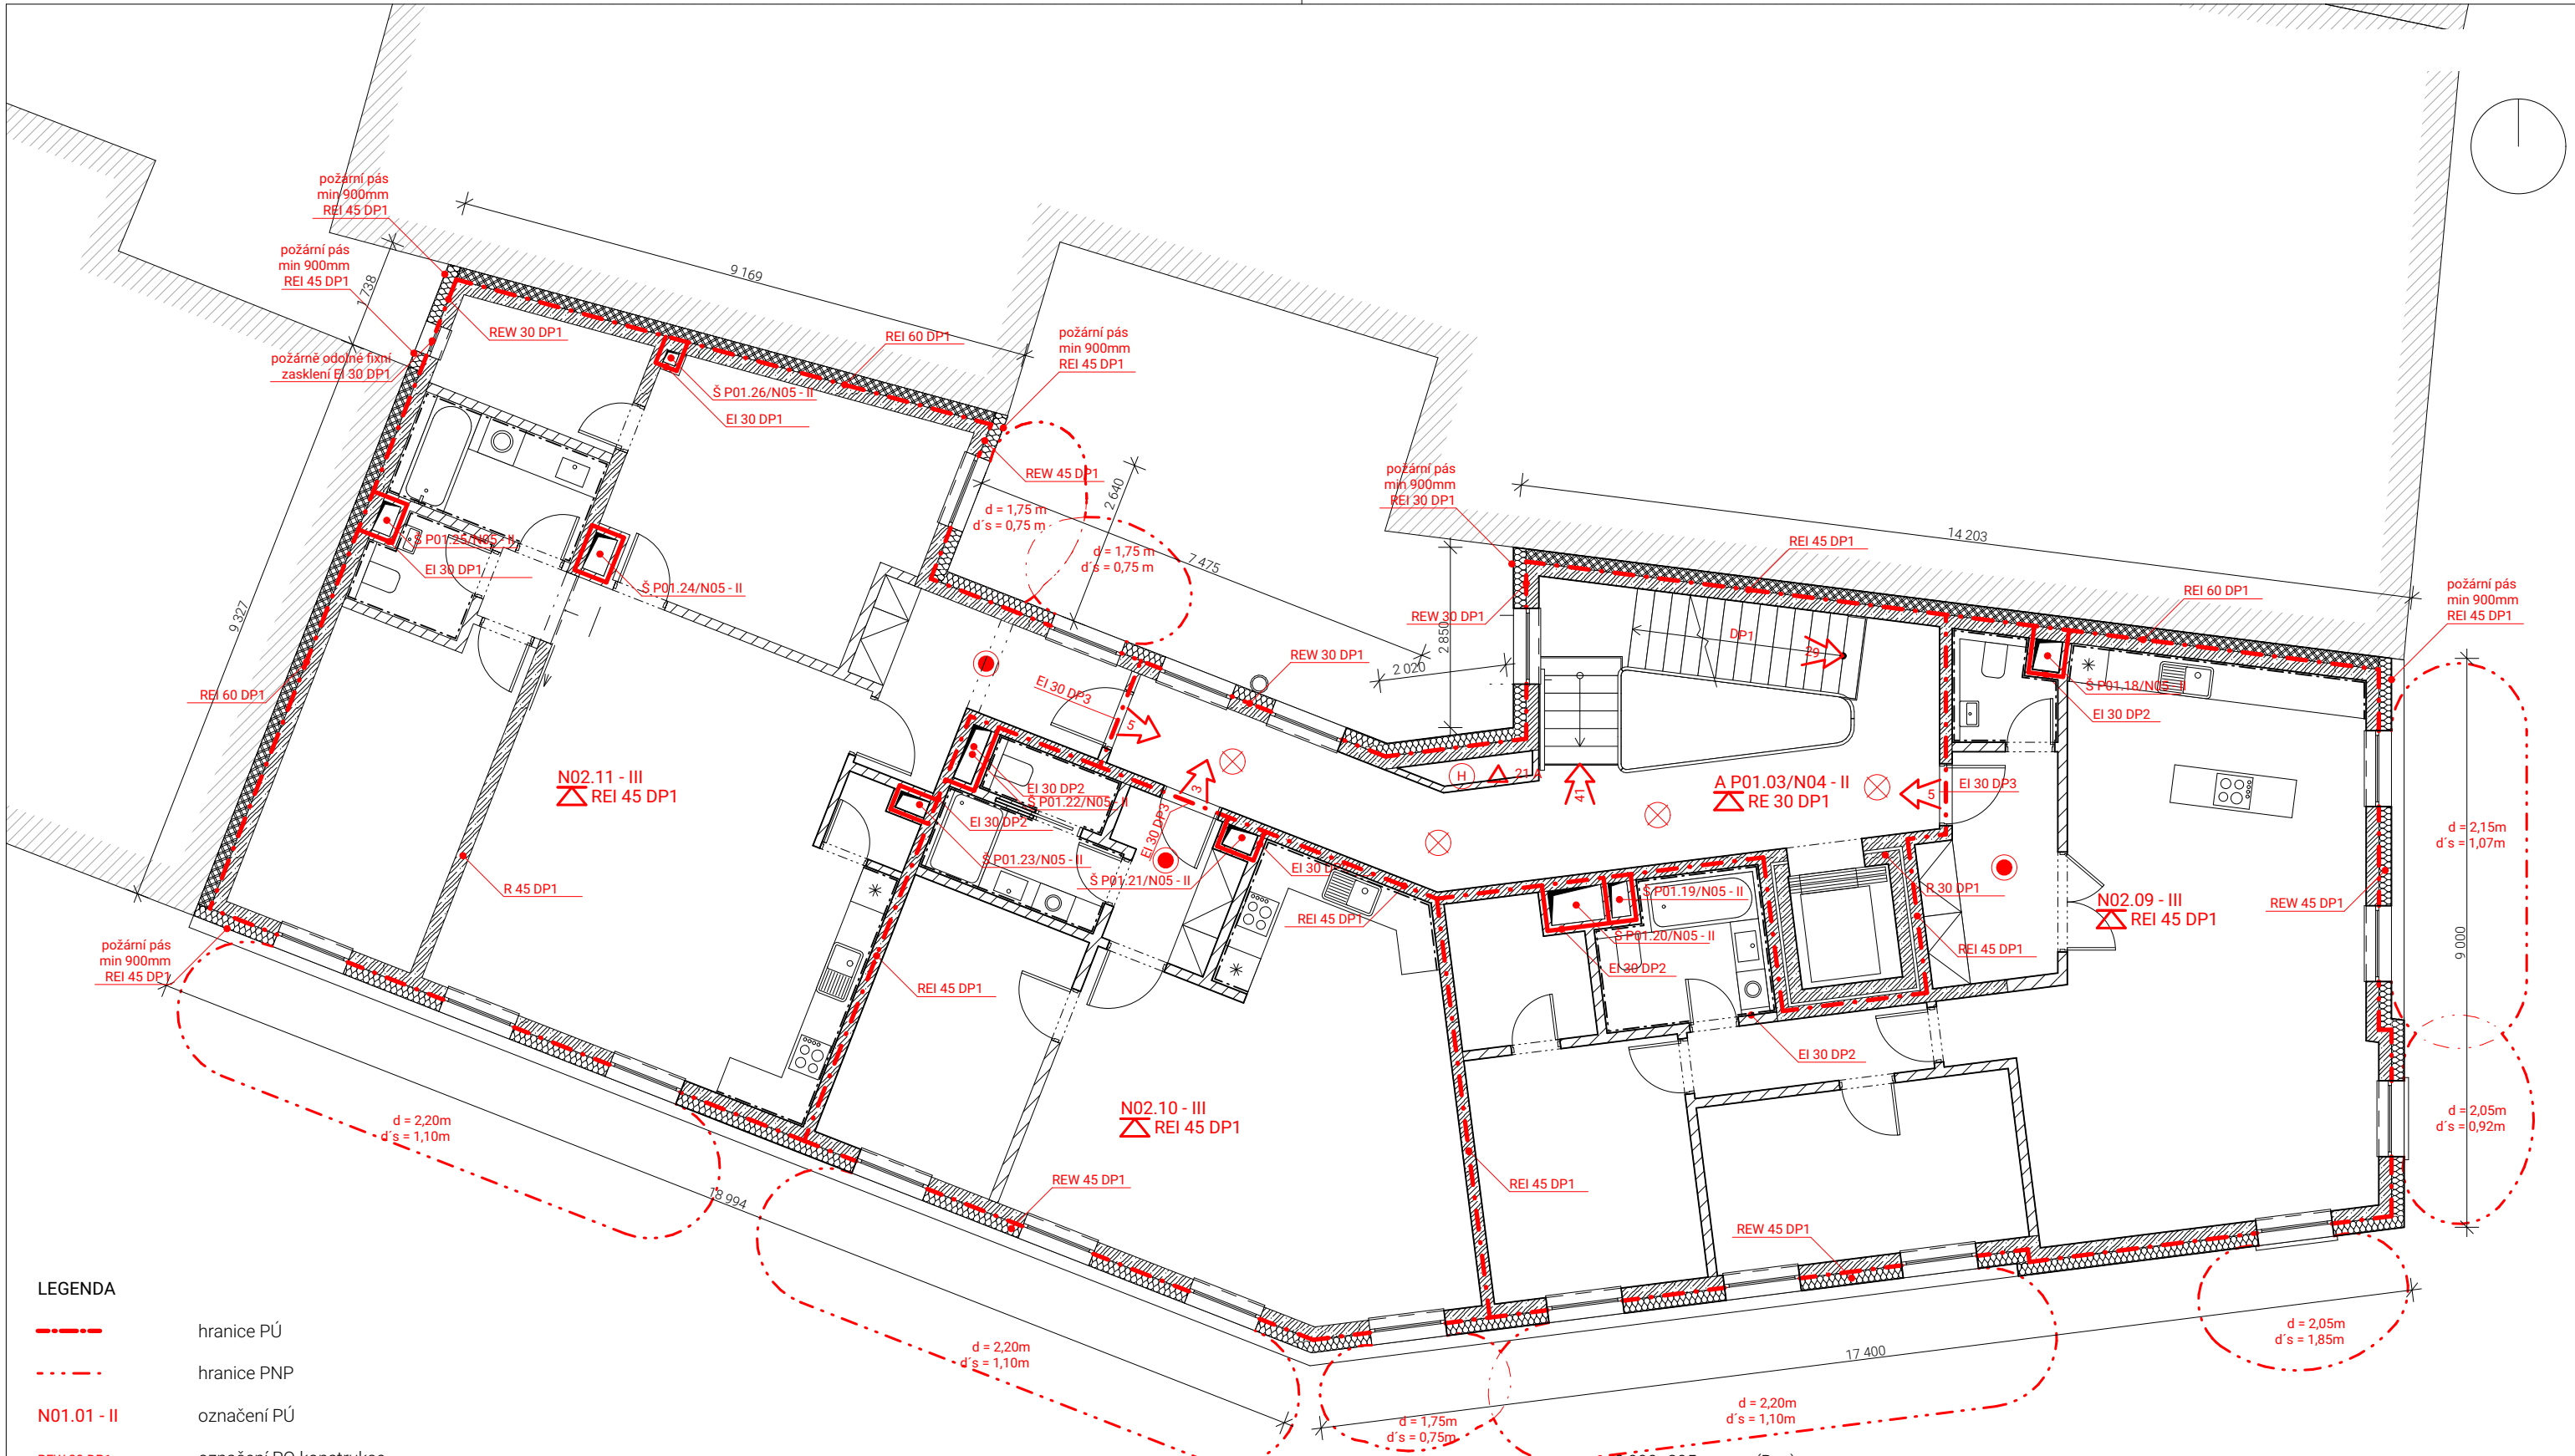 požární pás
min 900mm
REI 45 DP1
požární pás
min 900mm
REI 45 DP1
1 738
9 169
REW 30 DP1
REI 60 DP1
požárně odolné fixní
zasklení EI 30 DP1
Š P01.26/N05 - II
EI 30 DP1
požární pás
min 900mm
REI 45 DP1
REW 45 DP1
d = 1,75 m
d´s = 0,75 m
2 640
d = 1,75 m
d´s = 0,75 m
7 475
Š P01.25/N05 - II
EI 30 DP1
Š P01.24/N05 - II
9 327
REI 60 DP1
požární pás
min 900mm
REI 30 DP1
14 203
REI 45 DP1
REI 60 DP1
požární pás
min 900mm
REI 45 DP1
REW 30 DP1
2 850
2 020
REW 30 DP1
DP1
29
EI 30 DP3
5
Š P01.18/N05 - II
EI 30 DP2
N02.11 - III
REI 45 DP1
EI 30 DP2
Š P01.22/N05 - II
EI 30 DP2
3
EI 30 DP3
H
21 A
41
A P01.03/N04 - II
RE 30 DP1
5
EI 30 DP3
Š P01.23/N05 - II
Š P01.21/N05 - II
R 45 DP1
REI 45 DP1
Š P01.19/N05 - II
Š P01.20/N05 - II
EI 30 DP2
R 30 DP1
REI 45 DP1
N02.09 - III
REI 45 DP1
REW 45 DP1
d = 2,15m
d´s = 1,07m
9 000
požární pás
min 900mm
REI 45 DP1
REI 45 DP1
EI 30 DP2
d = 2,20m
d´s = 1,10m
N02.10 - III
REI 45 DP1
d = 2,05m
d´s = 0,92m
18 994
REW 45 DP1
REI 45 DP1
REW 45 DP1
d = 2,20m
d´s = 1,10m
17 400
d = 2,05m
d´s = 1,85m
d = 1,75m
d´s = 0,75m
d = 2,20m
d´s = 1,10m
LEGENDA
hranice PÚ
hranice PNP
N01.01 - II označení PÚ